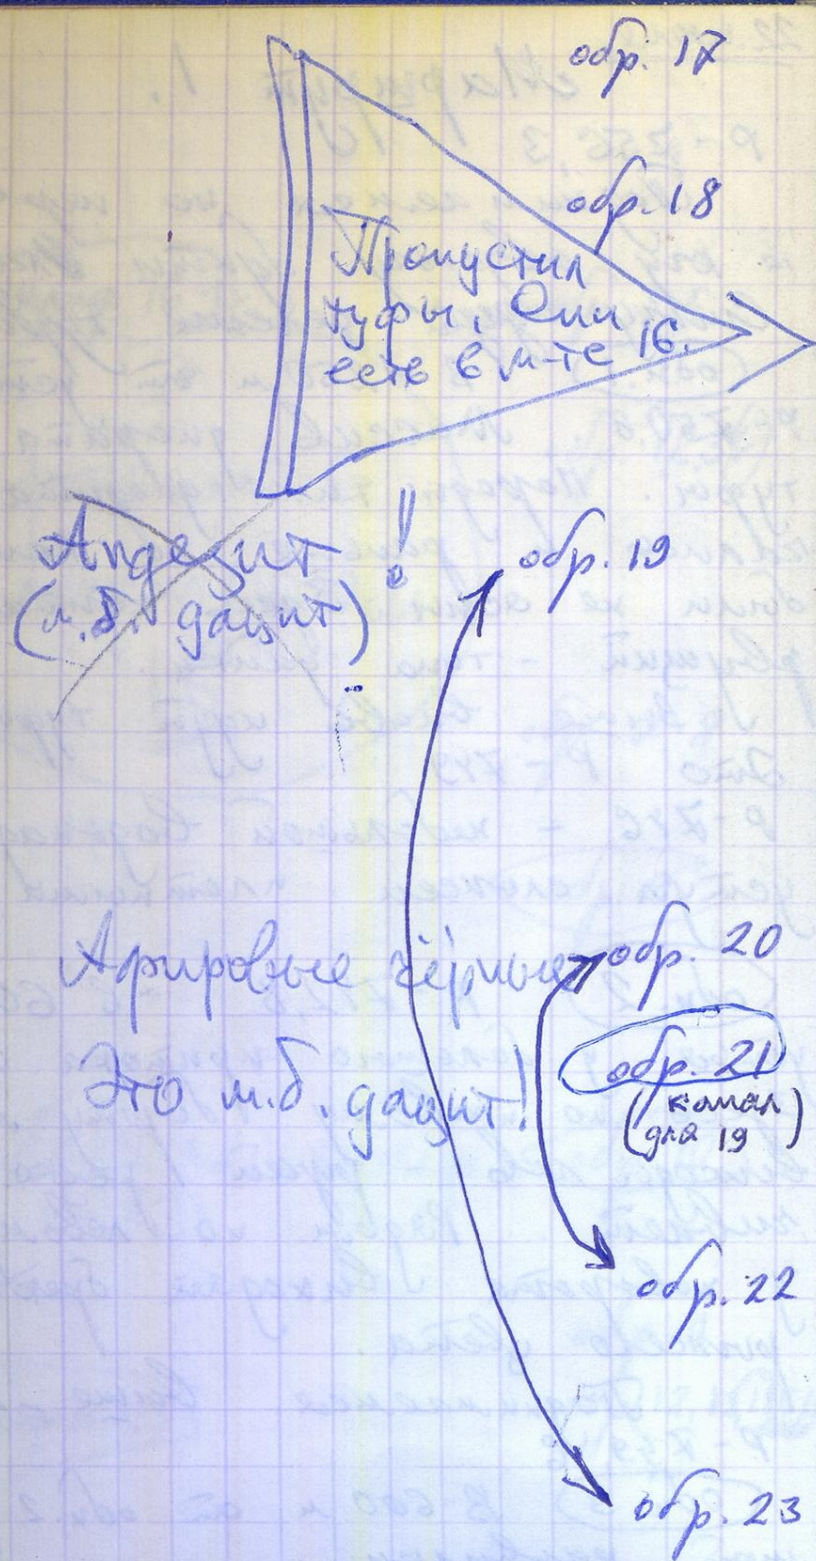 обр. 17
обр. 18
Пропустил
туфы. Они
есть в м-те 16.
Андезит !!
(м.б. дацит)
обр. 19
Афировые чёрные
обр. 20
Это м.б. дацит!
обр. 21
(канал
для 19)
обр. 22
обр. 23